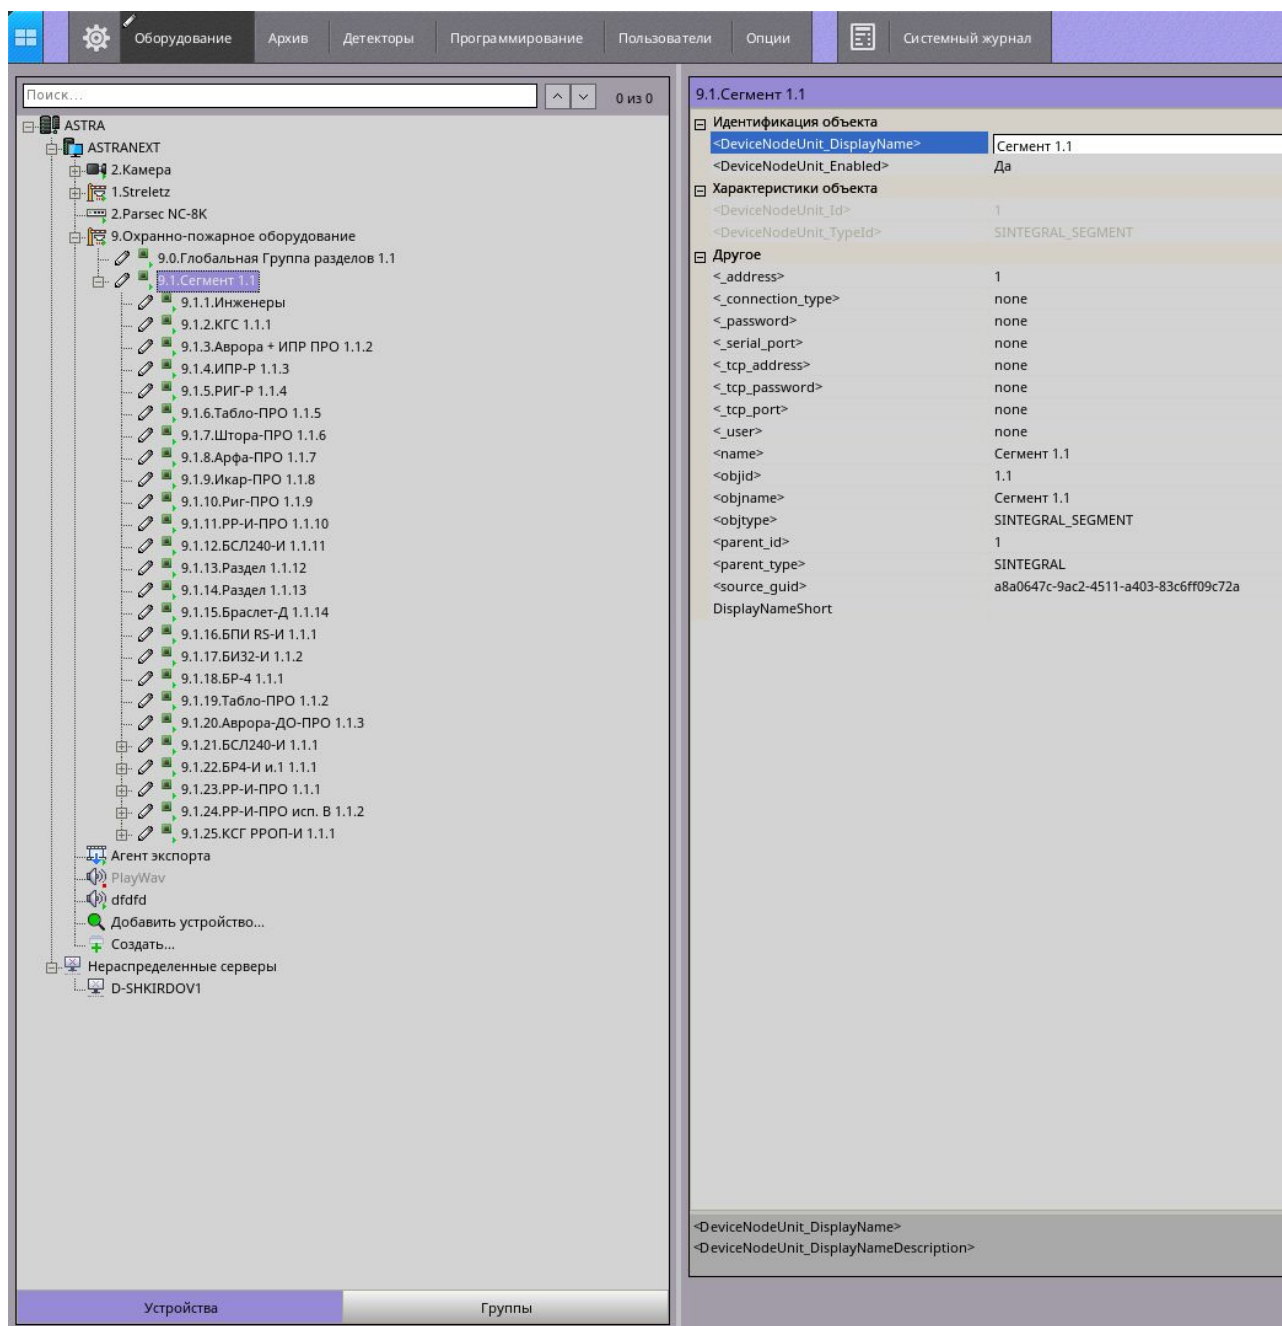 Оборудование Архив Детекторы Программирование Пользователи Опции Системный журнал
Поиск... 0 из 0
ASTRA
ASTRANEXT
2.Камера
1.Streletz
2.Parsec NC-8K
9.Охранно-пожарное оборудование
9.0.Глобальная Группа разделов 1.1
9.1.Сегмент 1.1
9.1.1.Инженеры
9.1.2.КГС 1.1.1
9.1.3.Аврора + ИПР ПРО 1.1.2
9.1.4.ИПР-Р 1.1.3
9.1.5.РИГ-Р 1.1.4
9.1.6.Табло-ПРО 1.1.5
9.1.7.Штора-ПРО 1.1.6
9.1.8.Арфа-ПРО 1.1.7
9.1.9.Икар-ПРО 1.1.8
9.1.10.Риг-ПРО 1.1.9
9.1.11.РР-И-ПРО 1.1.10
9.1.12.БСЛ240-И 1.1.11
9.1.13.Раздел 1.1.12
9.1.14.Раздел 1.1.13
9.1.15.Браслет-Д 1.1.14
9.1.16.БПИ RS-И 1.1.1
9.1.17.БИ32-И 1.1.2
9.1.18.БР-4 1.1.1
9.1.19.Табло-ПРО 1.1.2
9.1.20.Аврора-ДО-ПРО 1.1.3
9.1.21.БСЛ240-И 1.1.1
9.1.22.БР4-И и.1 1.1.1
9.1.23.РР-И-ПРО 1.1.1
9.1.24.РР-И-ПРО исп. В 1.1.2
9.1.25.КСГ РРОП-И 1.1.1
Агент экспорта
PlayWav
dfdfd
Добавить устройство...
Создать...
Нераспределенные серверы
D-SHKIRDOV1
Устройства Группы
9.1.Сегмент 1.1
Идентификация объекта
<DeviceNodeUnit_DisplayName> Сегмент 1.1
<DeviceNodeUnit_Enabled> Да
Характеристики объекта
<DeviceNodeUnit_Id> 1
<DeviceNodeUnit_TypeId> SINTEGRAL_SEGMENT
Другое
<_address> 1
<_connection_type> none
<_password> none
<_serial_port> none
<_tcp_address> none
<_tcp_password> none
<_tcp_port> none
<_user> none
<name> Сегмент 1.1
<objid> 1.1
<objname> Сегмент 1.1
<objtype> SINTEGRAL_SEGMENT
<parent_id> 1
<parent_type> SINTEGRAL
<source_guid> a8a0647c-9ac2-4511-a403-83c6ff09c72a
DisplayNameShort
<DeviceNodeUnit_DisplayName>
<DeviceNodeUnit_DisplayNameDescription>